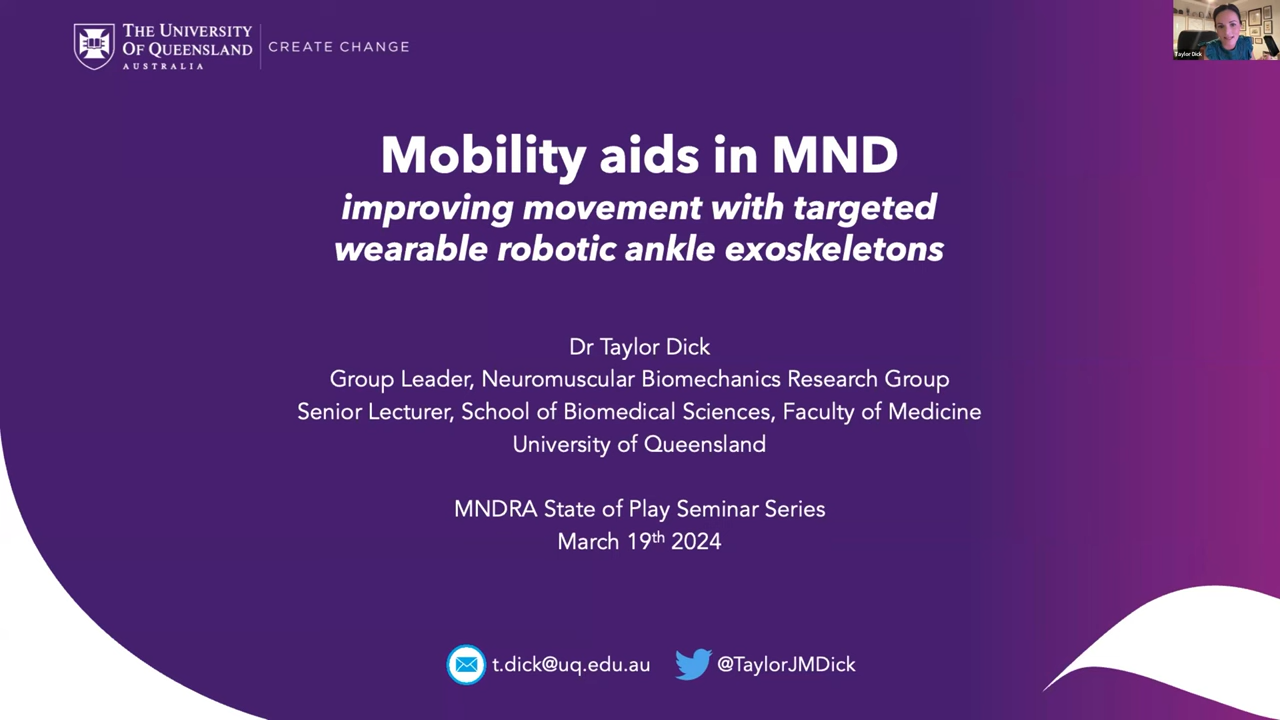 THE UNIVERSITY
OF QUEENSLAND
AUSTRALIA
CREATE CHANGE
Taylor Dick
Mobility aids in MND
improving movement with targeted
wearable robotic ankle exoskeletons
Dr Taylor Dick
Group Leader, Neuromuscular Biomechanics Research Group
Senior Lecturer, School of Biomedical Sciences, Faculty of Medicine
University of Queensland
MNDRA State of Play Seminar Series
March 19th 2024
t.dick@uq.edu.au
@TaylorJMDick